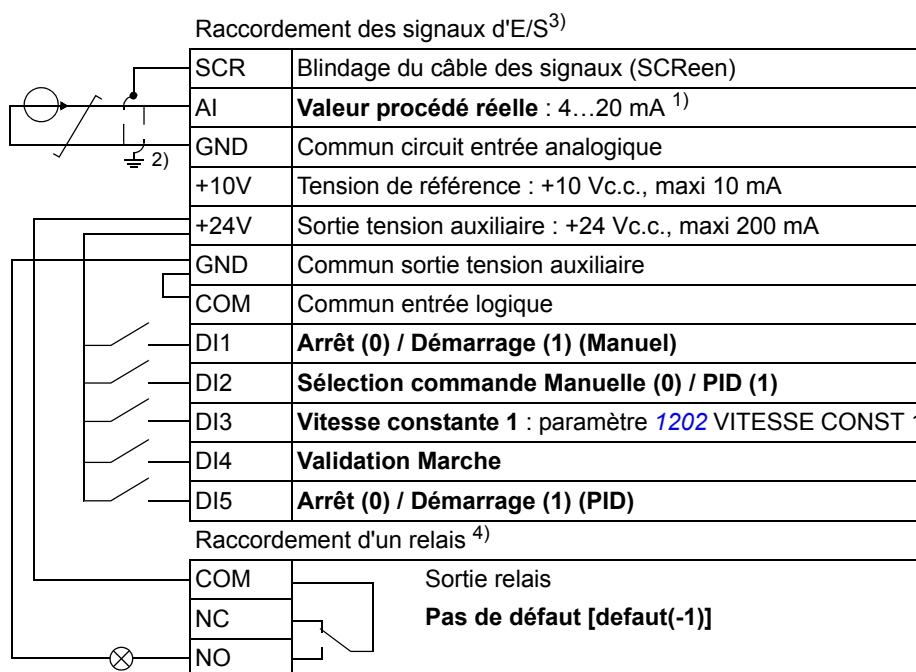 Raccordement des signaux d'E/S3)
SCR Blindage du câble des signaux (SCReen)
AI Valeur procédé réelle : 4…20 mA 1)
GND Commun circuit entrée analogique
2)
+10V Tension de référence : +10 Vc.c., maxi 10 mA
+24V Sortie tension auxiliaire : +24 Vc.c., maxi 200 mA
GND Commun sortie tension auxiliaire
COM Commun entrée logique
DI1 Arrêt (0) / Démarrage (1) (Manuel)
DI2 Sélection commande Manuelle (0) / PID (1)
DI3 Vitesse constante 1 : paramètre 1202 VITESSE CONST 1
DI4 Validation Marche
DI5 Arrêt (0) / Démarrage (1) (PID)
Raccordement d'un relais 4)
COM Sortie relais
NC Pas de défaut [defaut(-1)]
NO